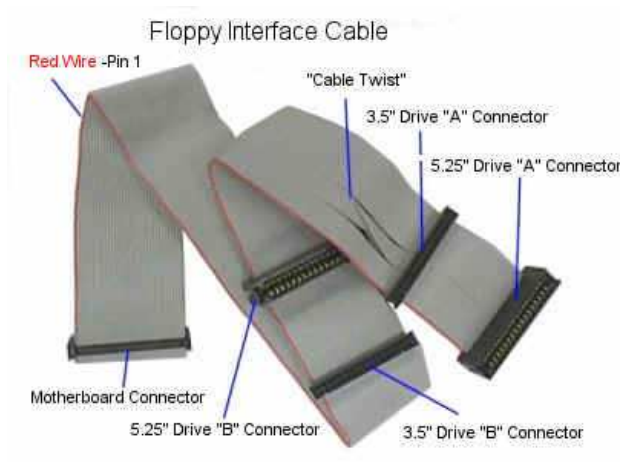 Floppy Interface Cable
Red Wire -Pin 1
"Cable Twist"
3.5" Drive "A" Connector
5.25" Drive "A" Connector
Motherboard Connector
5.25" Drive "B" Connector
3.5" Drive "B" Connector